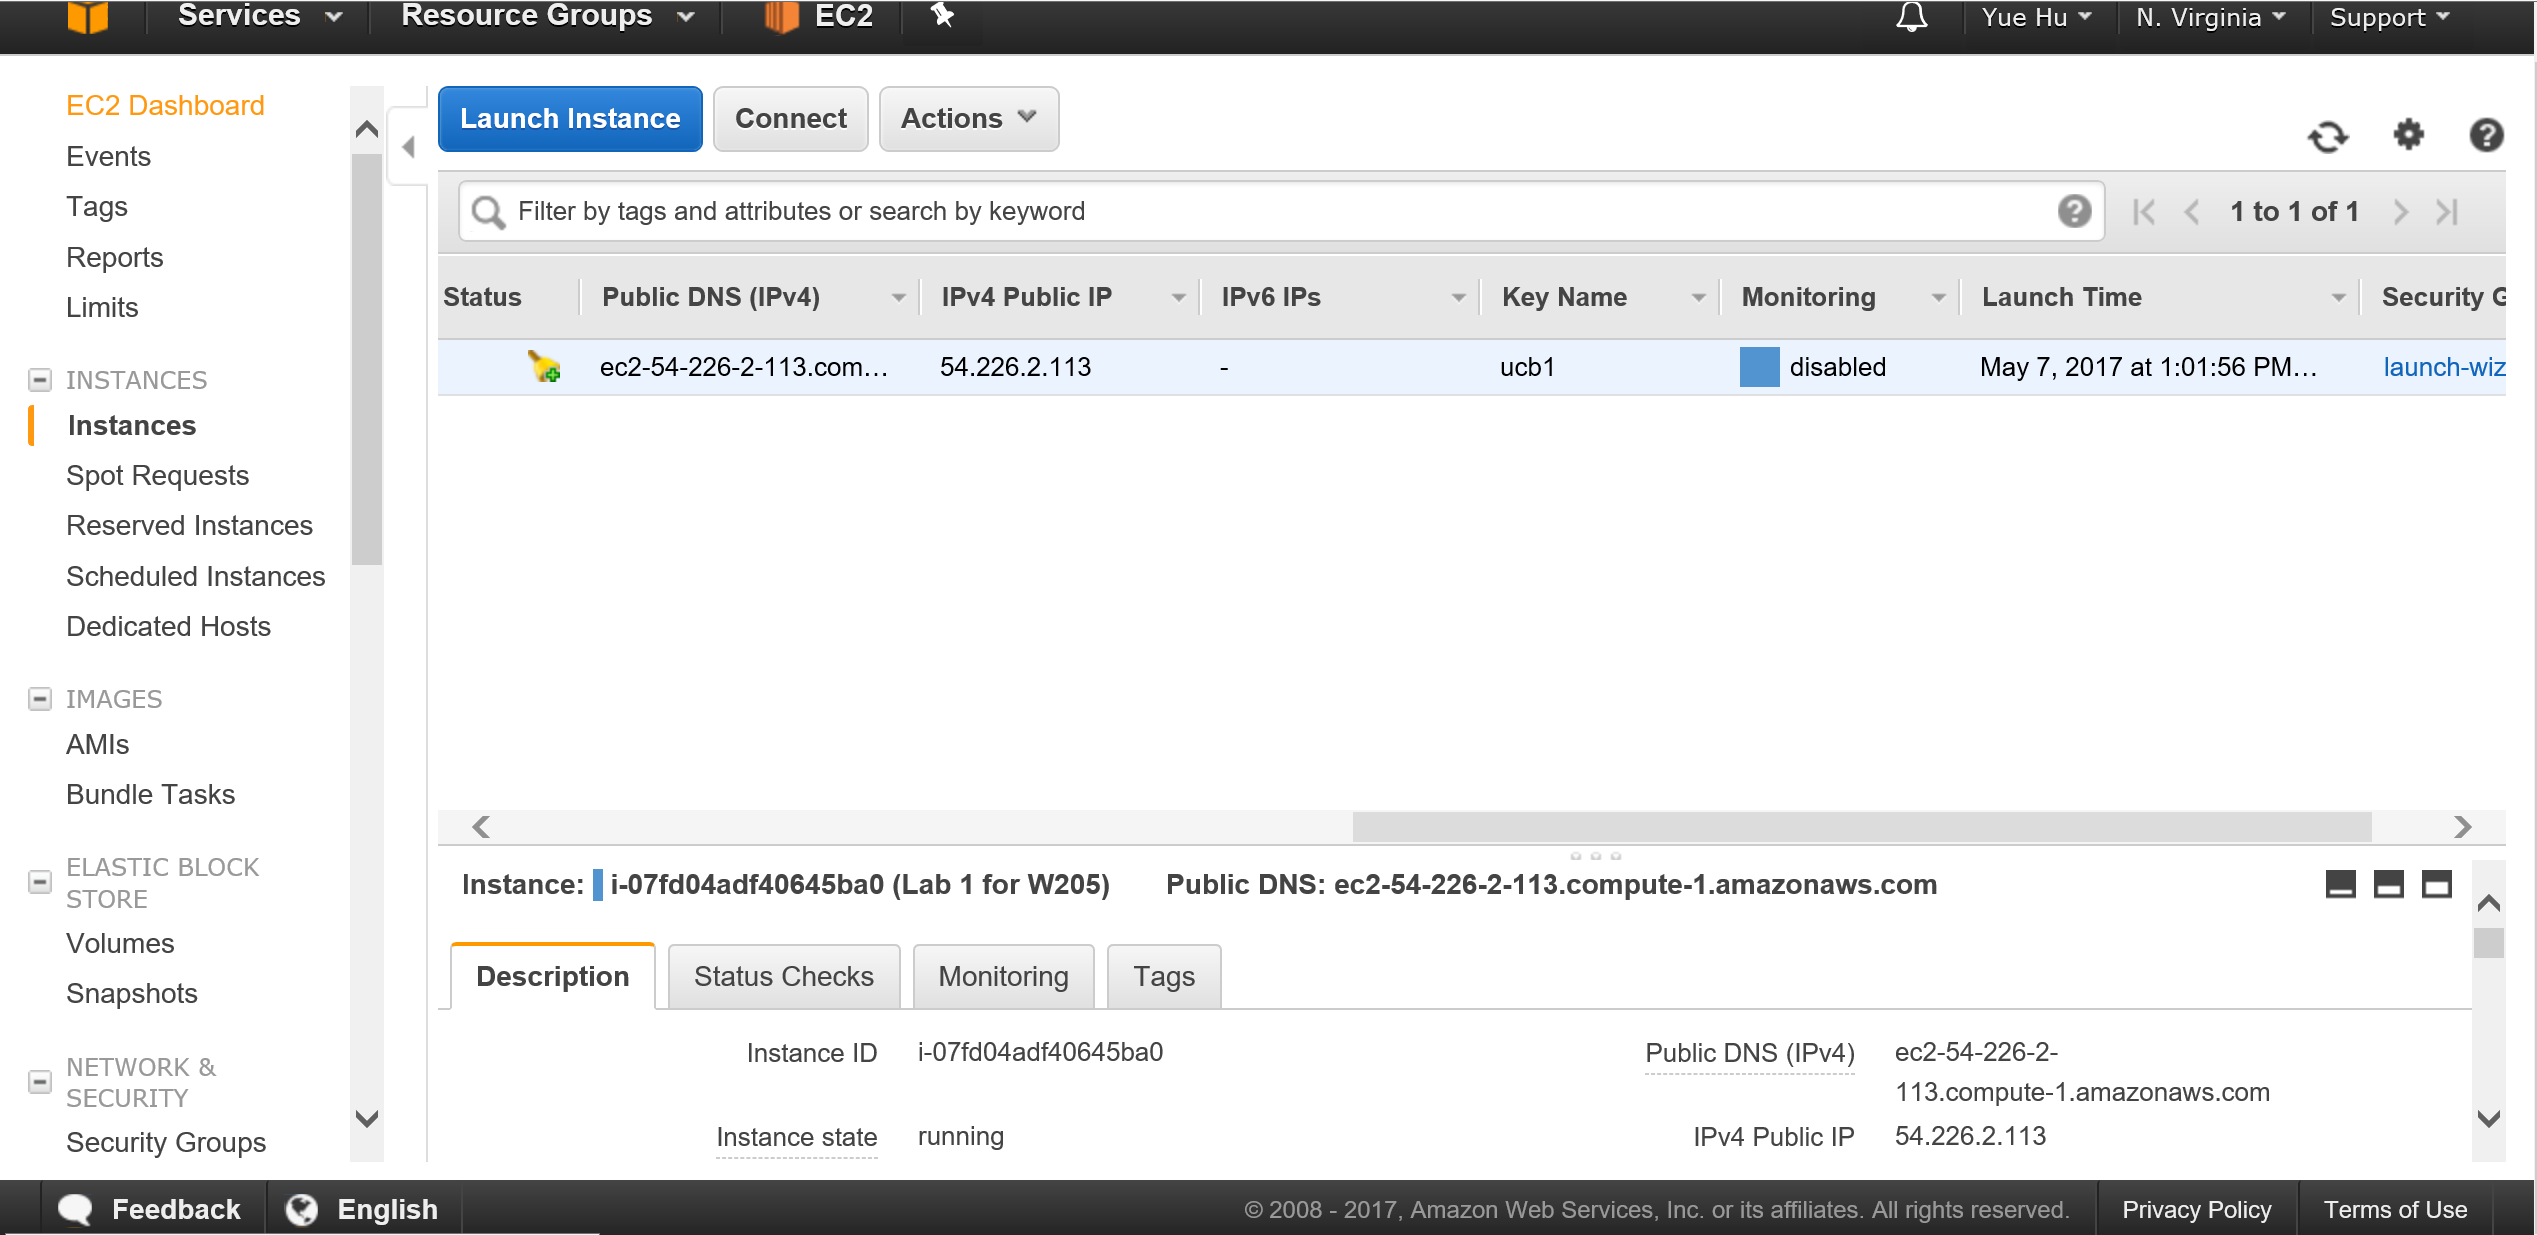 Services
Resource Groups
EC2
Yue Hu
N. Virginia
Support
EC2 Dashboard
Events
Tags
Reports
Limits
INSTANCES
Instances
Spot Requests
Reserved Instances
Scheduled Instances
Dedicated Hosts
IMAGES
AMIs
Bundle Tasks
ELASTIC BLOCK
STORE
Volumes
Snapshots
NETWORK &
SECURITY
Security Groups
Launch Instance
Connect
Actions
Filter by tags and attributes or search by keyword
1 to 1 of 1
Status Public DNS (IPv4) IPv4 Public IP IPv6 IPs Key Name Monitoring Launch Time Security G
ec2-54-226-2-113.com... 54.226.2.113 - ucb1 disabled May 7, 2017 at 1:01:56 PM... launch-wiz
Instance: i-07fd04adf40645ba0 (Lab 1 for W205) Public DNS: ec2-54-226-2-113.compute-1.amazonaws.com
Description Status Checks Monitoring Tags
Instance ID i-07fd04adf40645ba0
Instance state running
Public DNS (IPv4) ec2-54-226-2-
113.compute-1.amazonaws.com
IPv4 Public IP 54.226.2.113
Feedback
English
© 2008 - 2017, Amazon Web Services, Inc. or its affiliates. All rights reserved.
Privacy Policy
Terms of Use